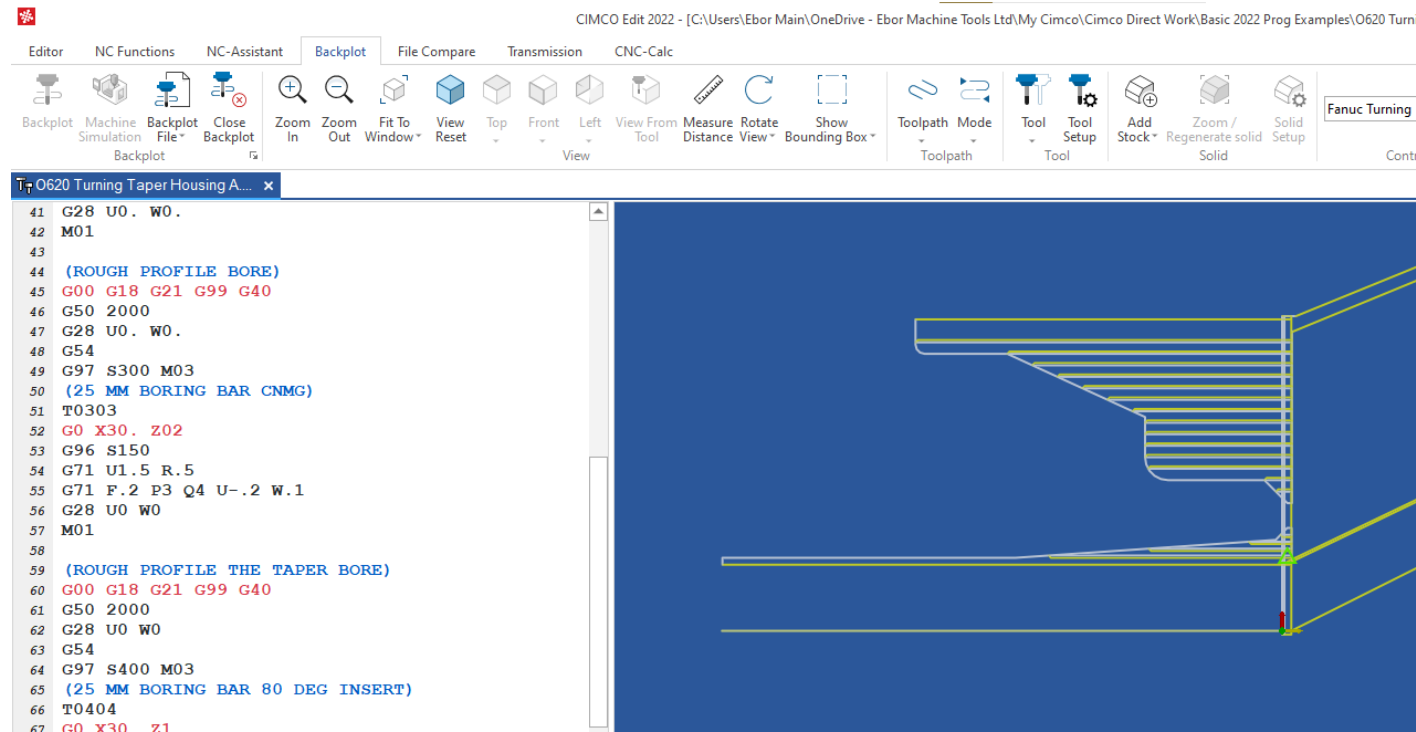 CIMCO Edit 2022 - [C:\Users\Ebor Main\OneDrive - Ebor Machine Tools Ltd\My Cimco\Cimco Direct Work\Basic 2022 Prog Examples\O620 Turni
Editor NC Functions NC-Assistant Backplot File Compare Transmission CNC-Calc
Backplot Machine Simulation Backplot File Close Backplot Zoom In Zoom Out Fit To Window View Reset Top Front Left View From Tool Measure Distance Rotate View Show Bounding Box Toolpath Mode Tool Tool Setup Add Stock Zoom / Regenerate solid Solid Setup Fanuc Turning
Backplot View Toolpath Tool Solid Contr
O620 Turning Taper Housing A....
41 G28 U0. W0.
42 M01
43
44 (ROUGH PROFILE BORE)
45 G00 G18 G21 G99 G40
46 G50 2000
47 G28 U0. W0.
48 G54
49 G97 S300 M03
50 (25 MM BORING BAR CNMG)
51 T0303
52 G0 X30. Z02
53 G96 S150
54 G71 U1.5 R.5
55 G71 F.2 P3 Q4 U-.2 W.1
56 G28 U0 W0
57 M01
58
59 (ROUGH PROFILE THE TAPER BORE)
60 G00 G18 G21 G99 G40
61 G50 2000
62 G28 U0 W0
63 G54
64 G97 S400 M03
65 (25 MM BORING BAR 80 DEG INSERT)
66 T0404
67 G0 X30. Z1